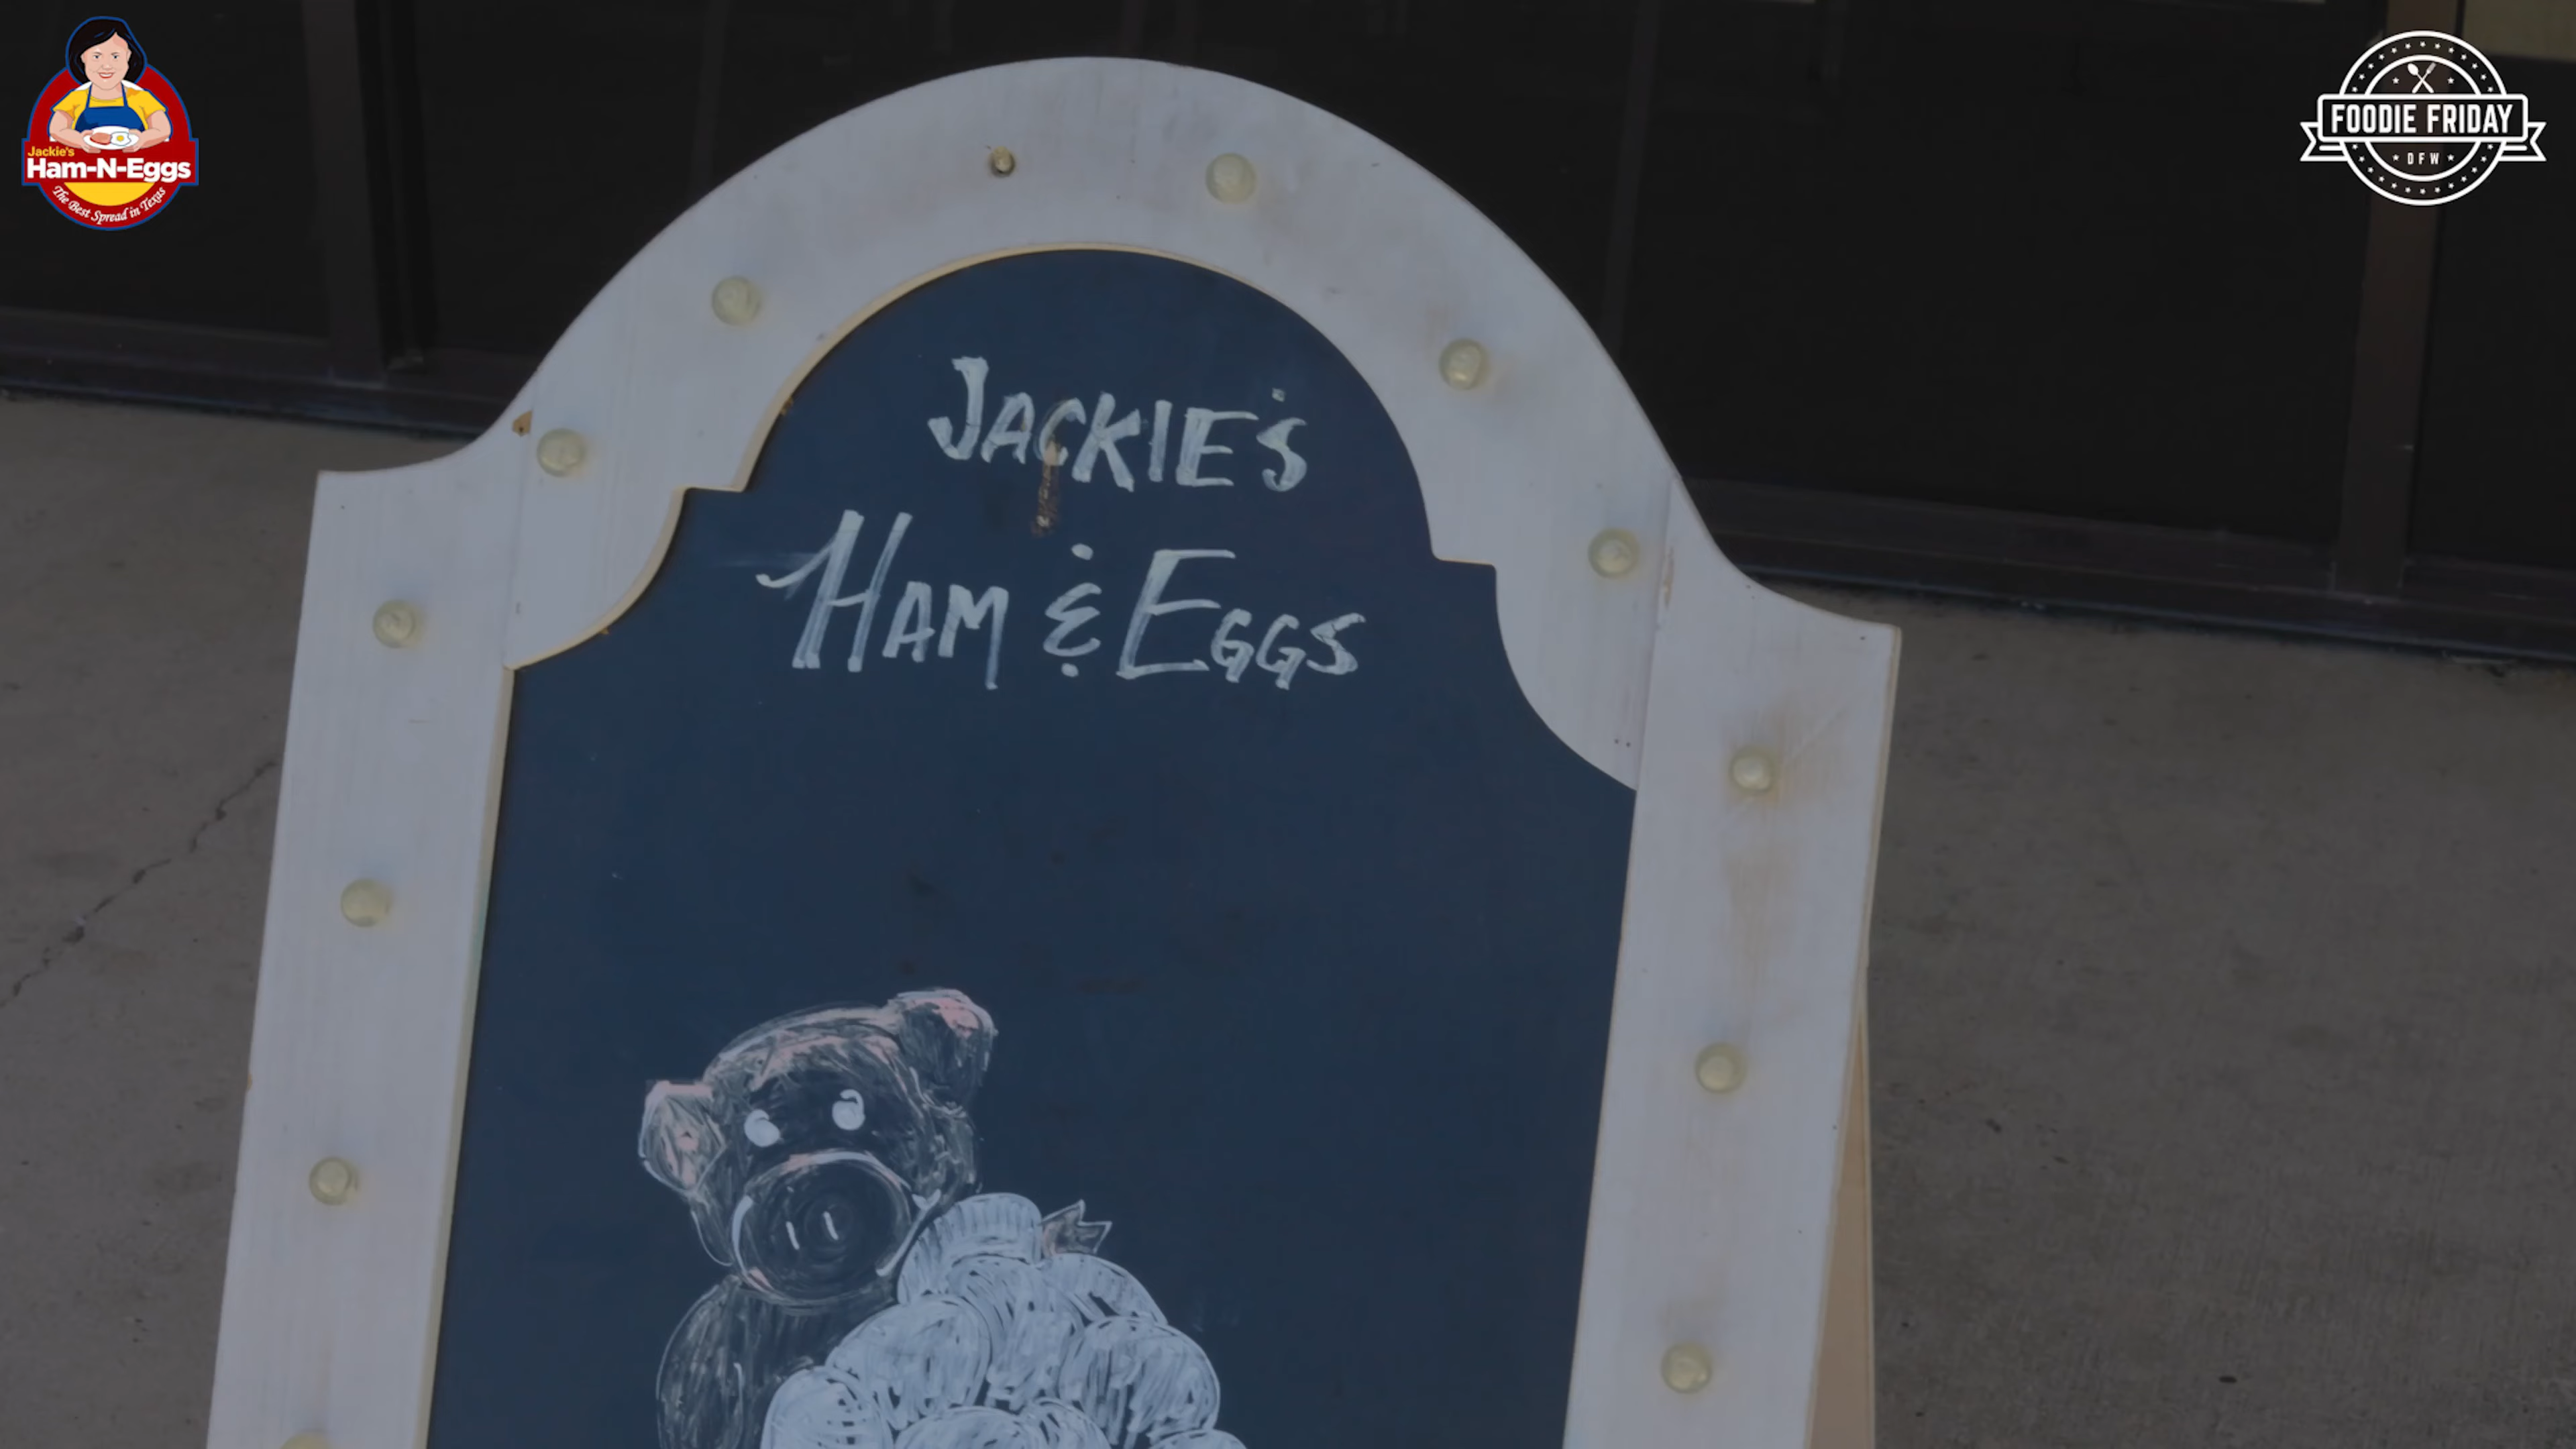 Jackie's
Ham-N-Eggs
The Best Spread in Texas
FOODIE FRIDAY
DFW
JACKIE'S
HAM & EGGS